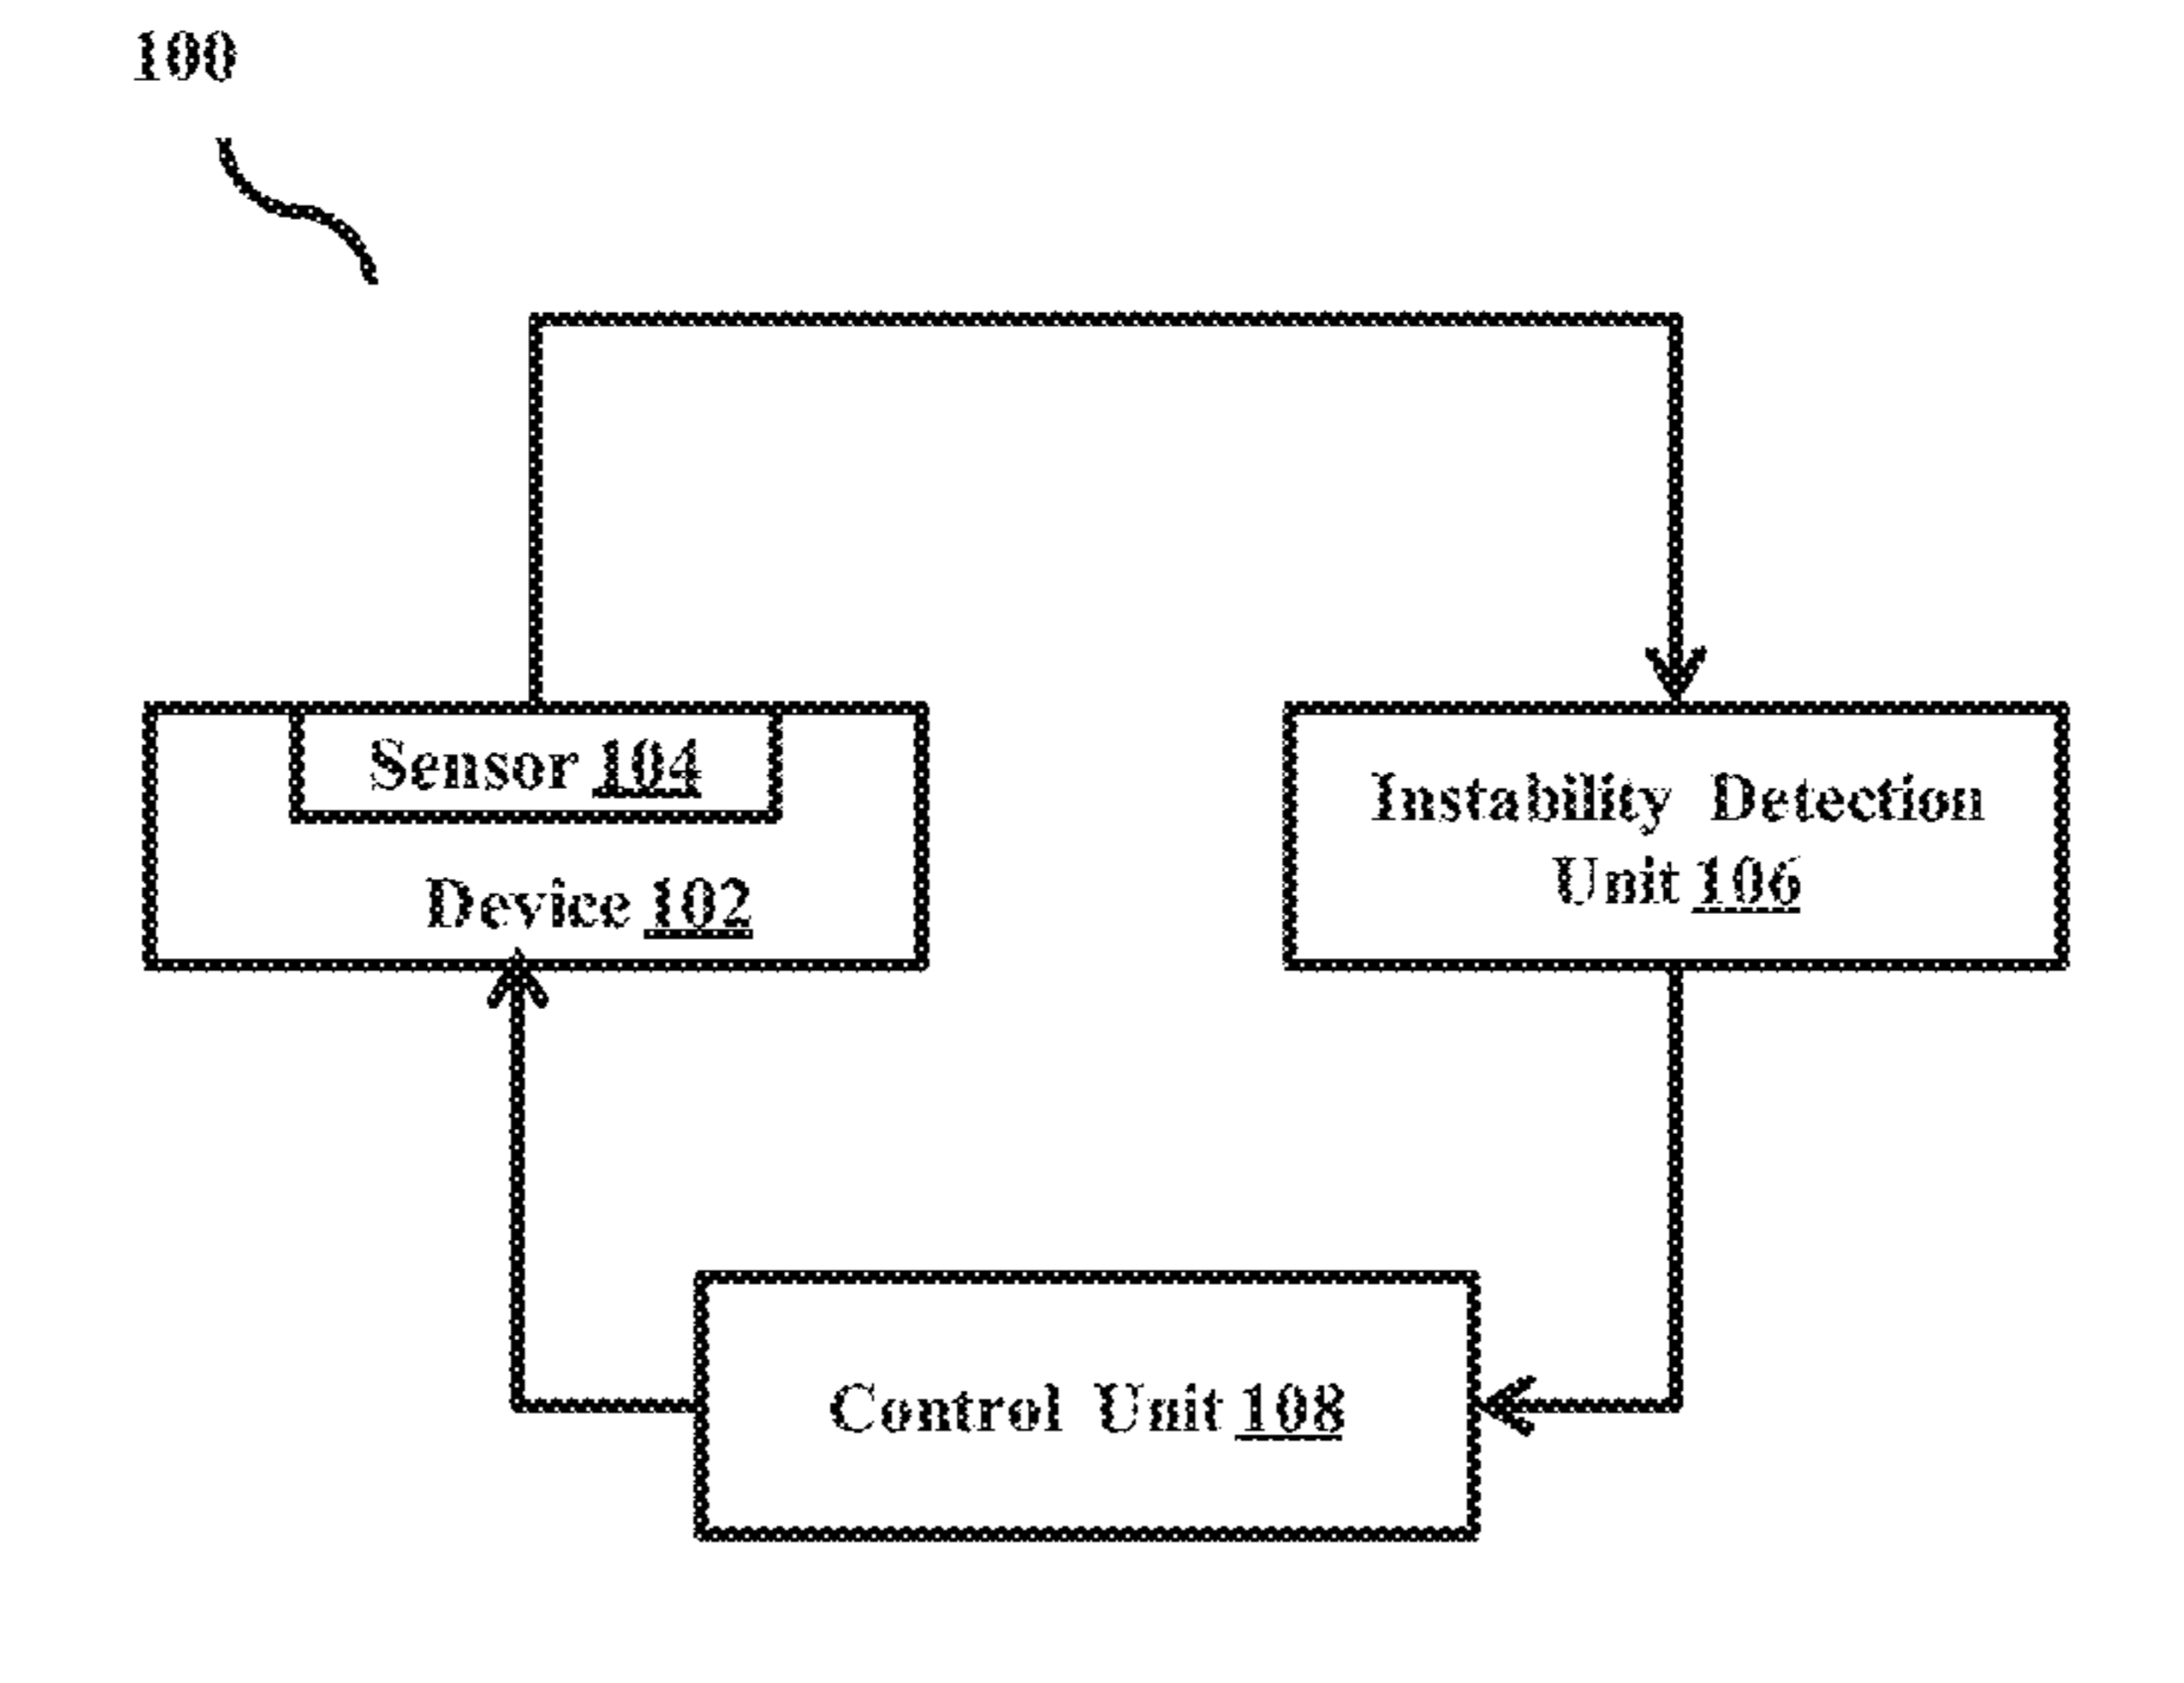 100
Sensor 104
Device 102
Instability Detection
Unit 106
Control Unit 108